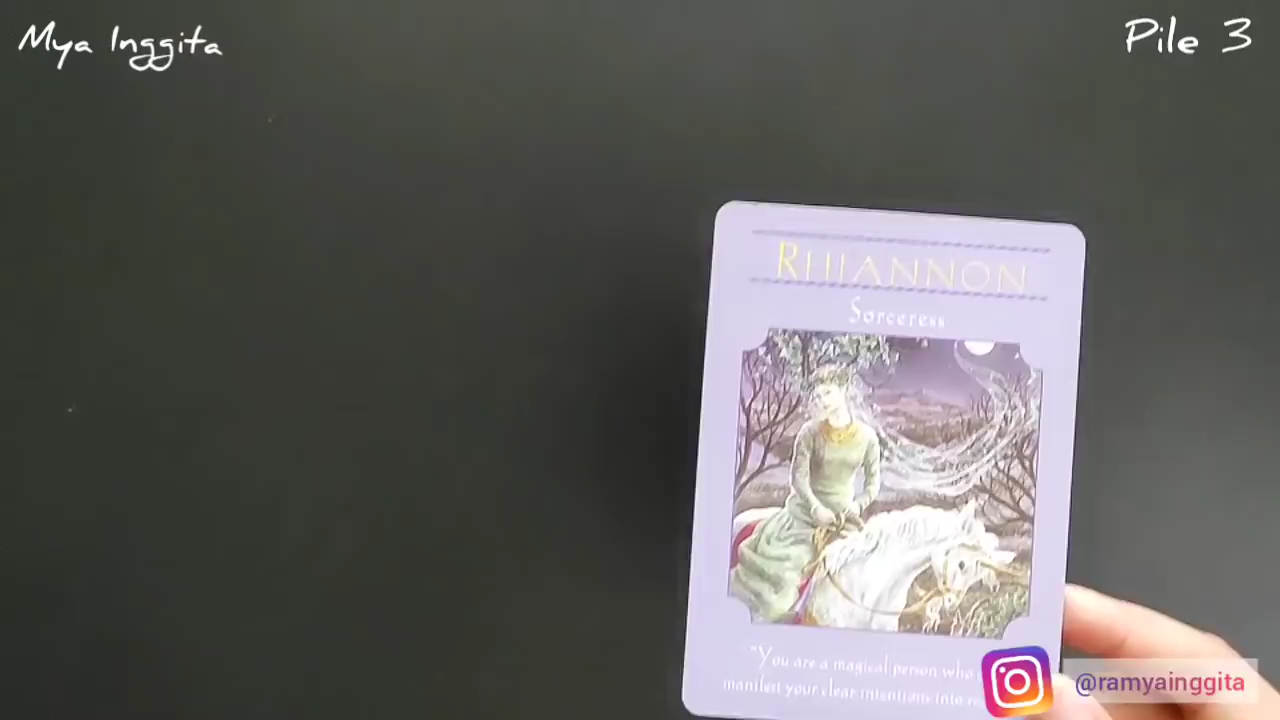 Mya Inggita
Pile 3
RHIANNON
Sorceress
"You are a magical person who
manifest your clear intentions into
@ramyainggita